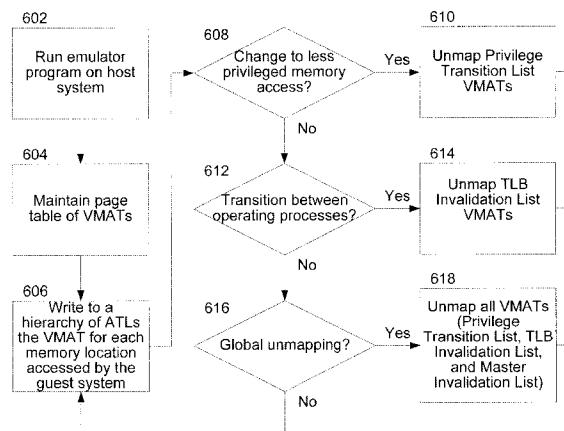 602
Run emulator
program on host
system
604
Maintain page
table of VMATs
606
Write to a
hierarchy of ATLs
the VMAT for each
memory location
accessed by the
guest system
608
Change to less
privileged memory
access?
Yes
No
610
Unmap Privilege
Transition List
VMATs
612
Transition between
operating processes?
Yes
No
614
Unmap TLB
Invalidation List
VMATs
616
Global unmapping?
Yes
No
618
Unmap all VMATs
(Privilege
Transition List, TLB
Invalidation List,
and Master
Invalidation List)